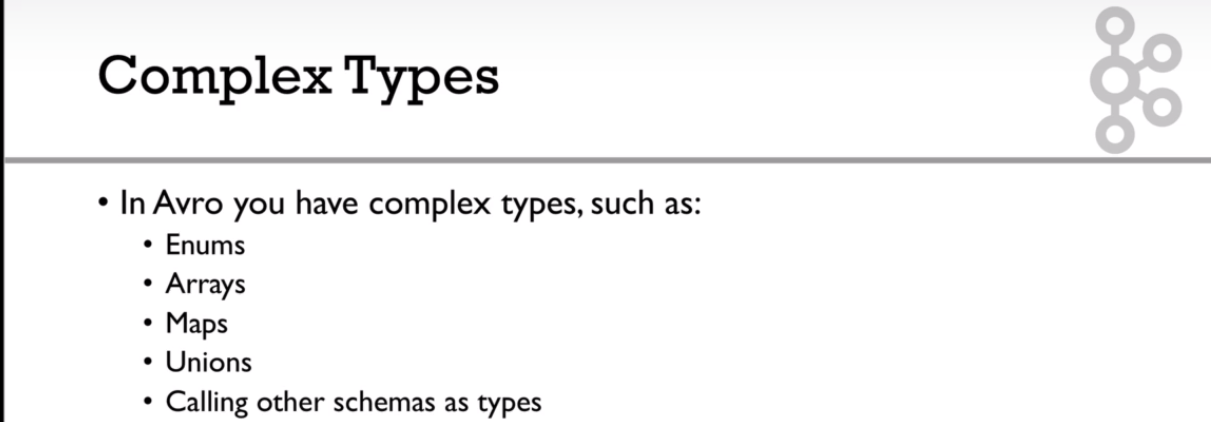 Complex Types
• In Avro you have complex types, such as:
• Enums
• Arrays
• Maps
• Unions
• Calling other schemas as types